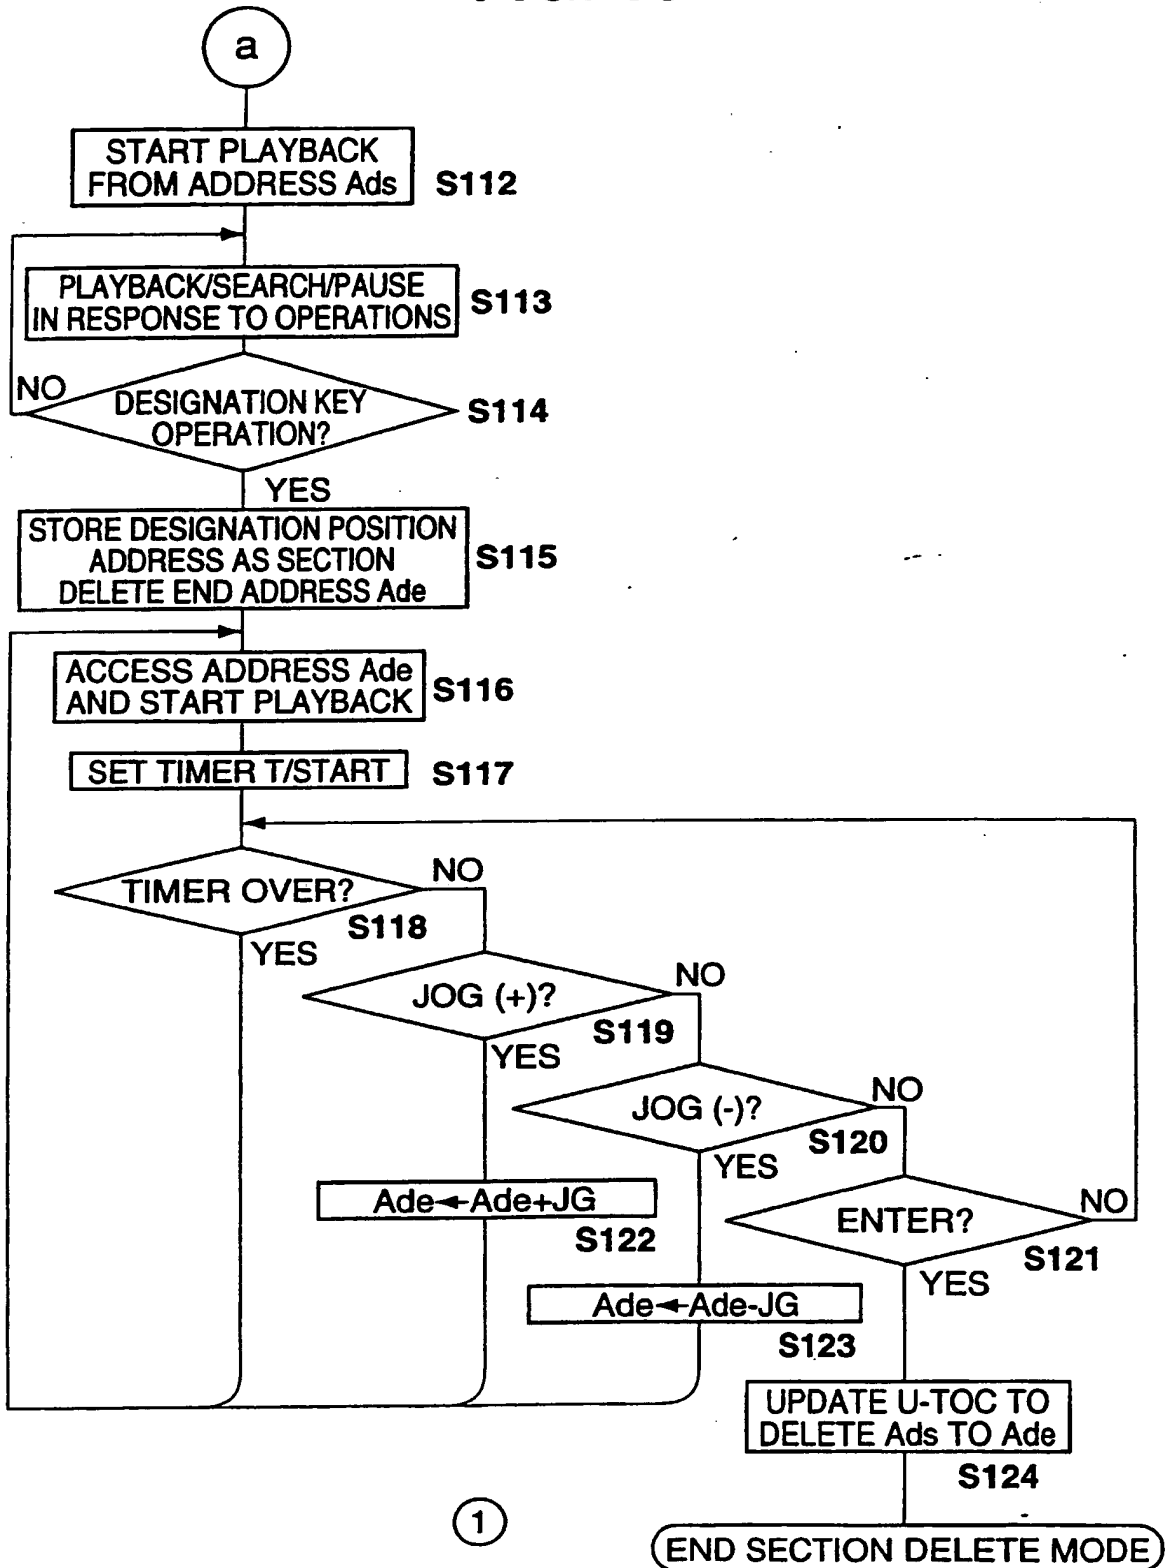 a
START PLAYBACK
FROM ADDRESS Ads
S112
PLAYBACK/SEARCH/PAUSE
IN RESPONSE TO OPERATIONS
S113
NO
DESIGNATION KEY
OPERATION?
S114
YES
STORE DESIGNATION POSITION
ADDRESS AS SECTION
DELETE END ADDRESS Ade
S115
ACCESS ADDRESS Ade
AND START PLAYBACK
S116
SET TIMER T/START
S117
TIMER OVER?
NO
S118
YES
JOG (+)?
NO
S119
YES
JOG (-)?
NO
S120
YES
Ade←Ade+JG
S122
ENTER?
NO
S121
YES
Ade←Ade-JG
S123
UPDATE U-TOC TO
DELETE Ads TO Ade
S124
1
END SECTION DELETE MODE